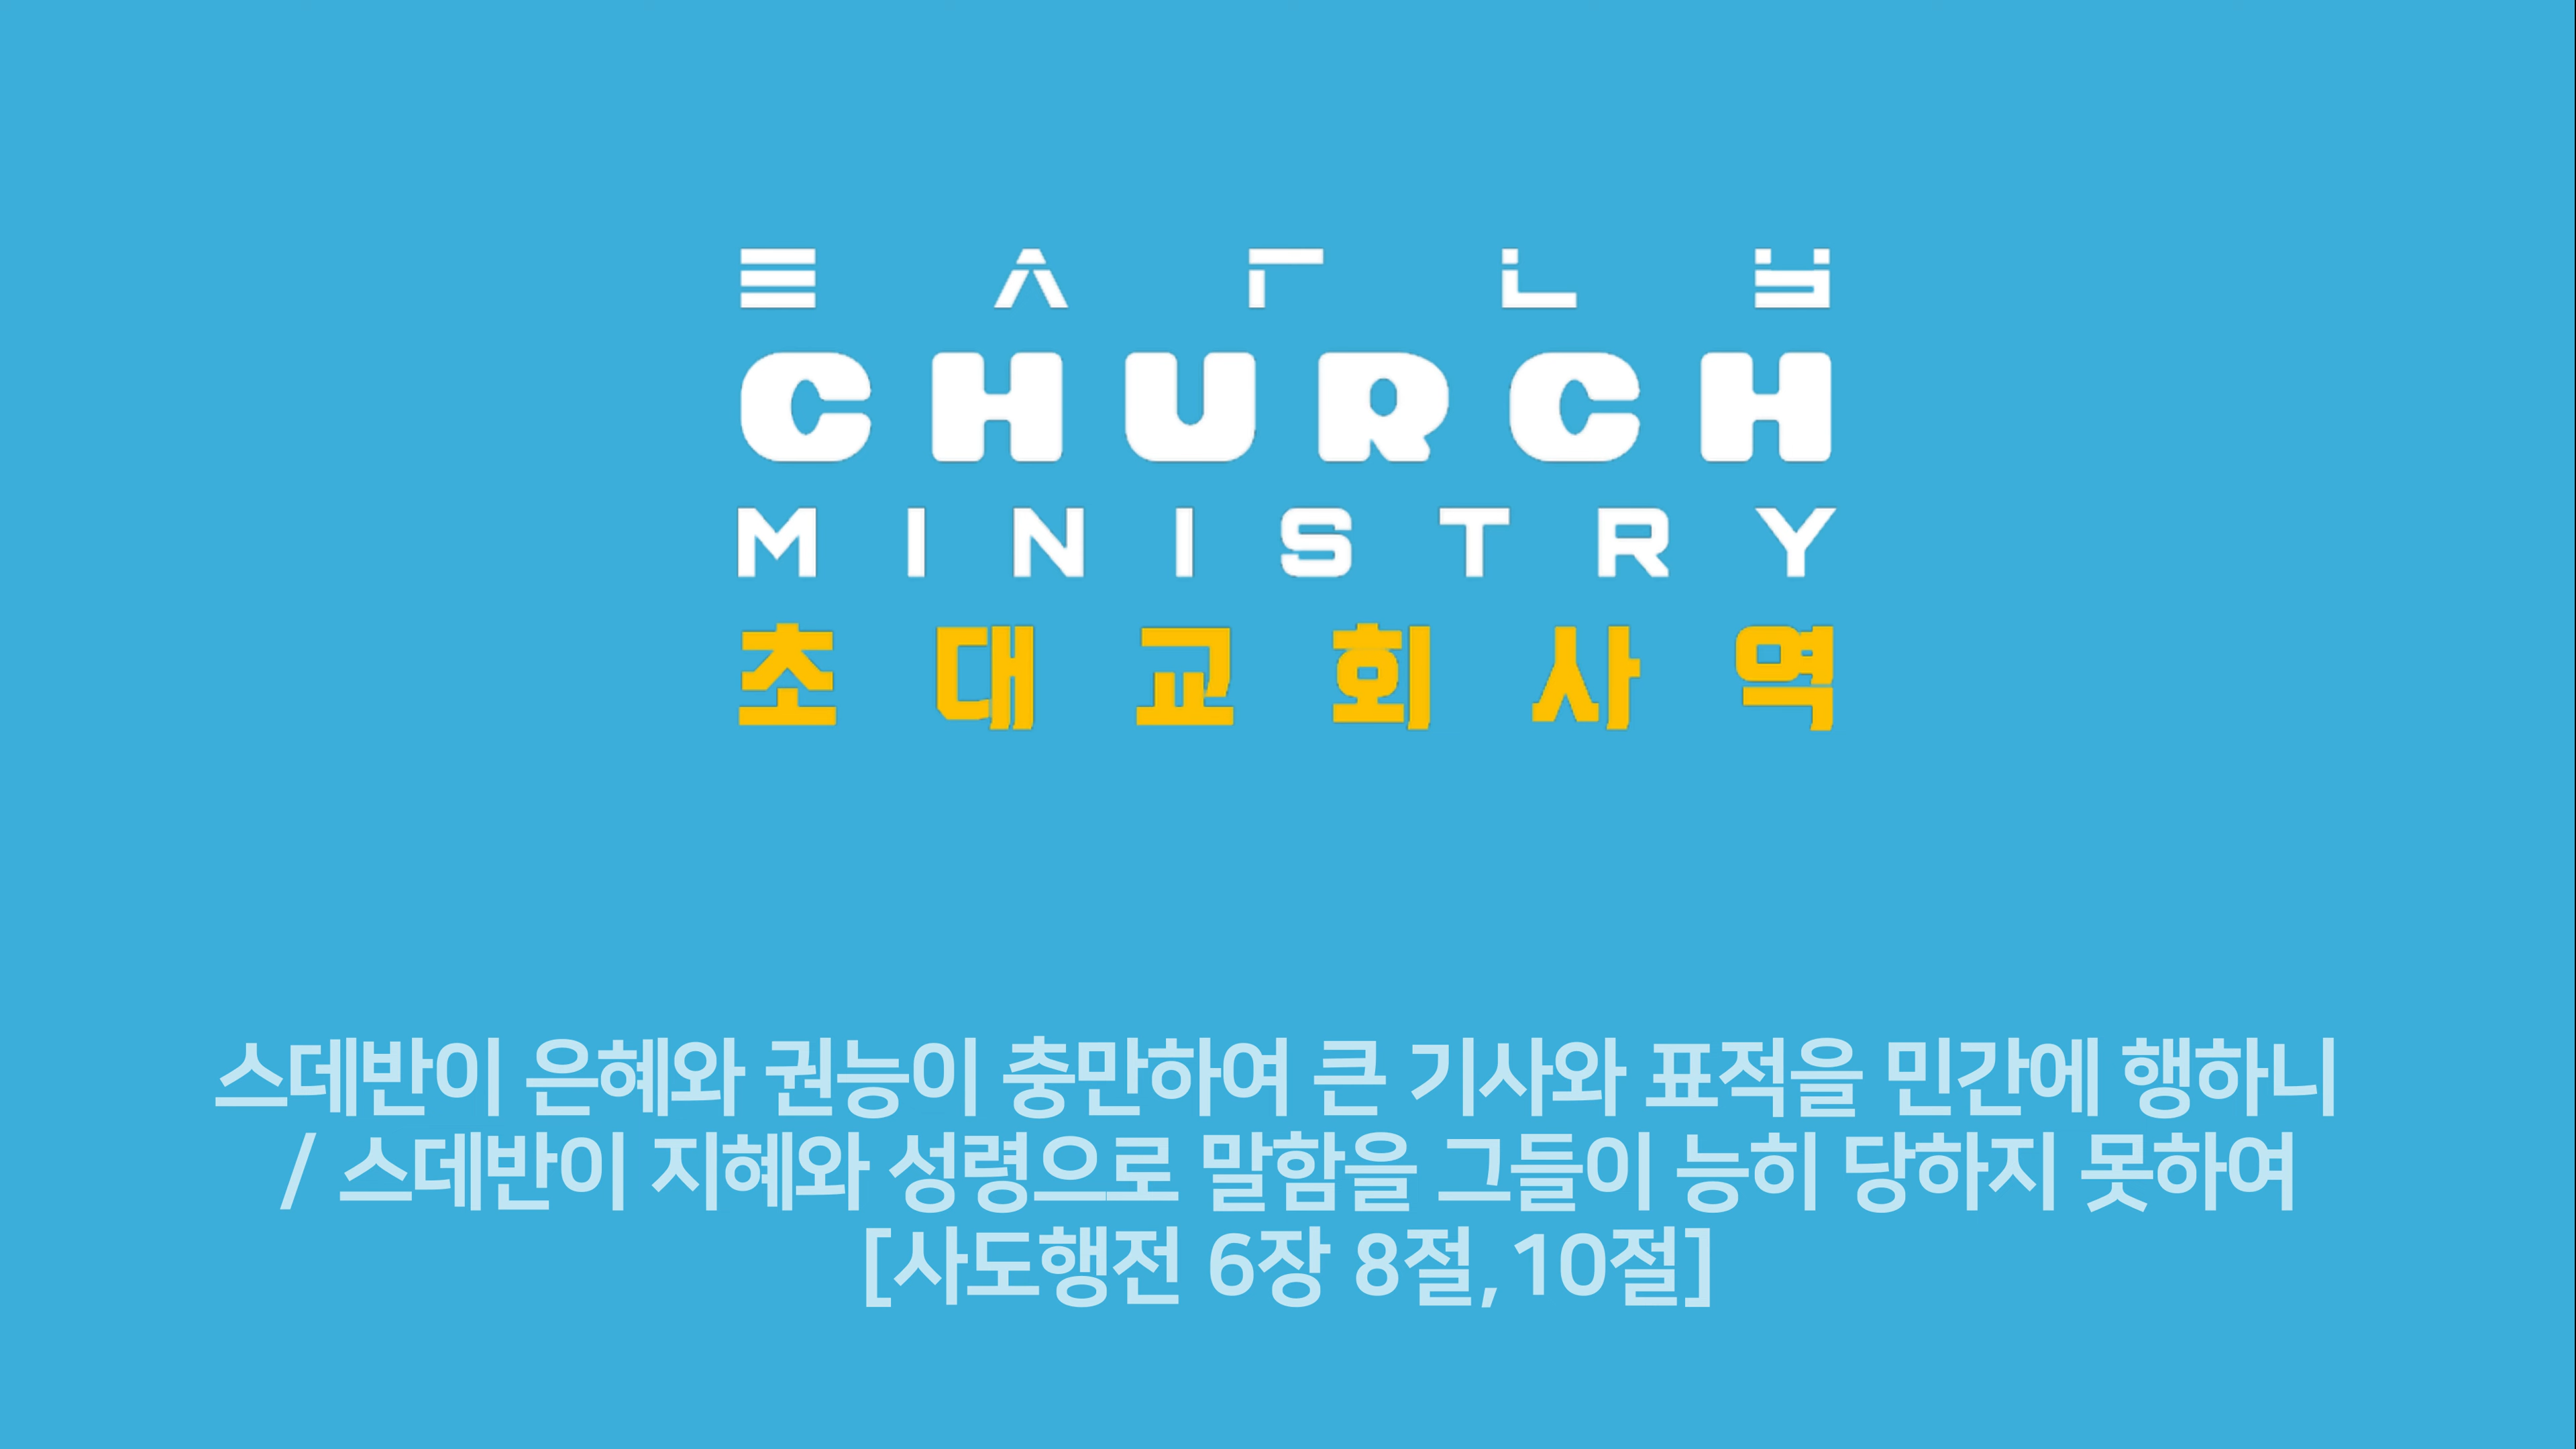 EARLY
CHURCH
MINISTRY
초대교회사역
스데반이 은혜와 권능이 충만하여 큰 기사와 표적을 민간에 행하니
/ 스데반이 지혜와 성령으로 말함을 그들이 능히 당하지 못하여
[사도행전 6장 8절, 10절]